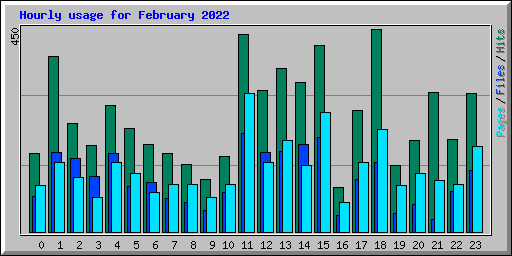 Hourly usage for February 2022
450
Pages/Files/Hits
0 1 2 3 4 5 6 7 8 9 10 11 12 13 14 15 16 17 18 19 20 21 22 23